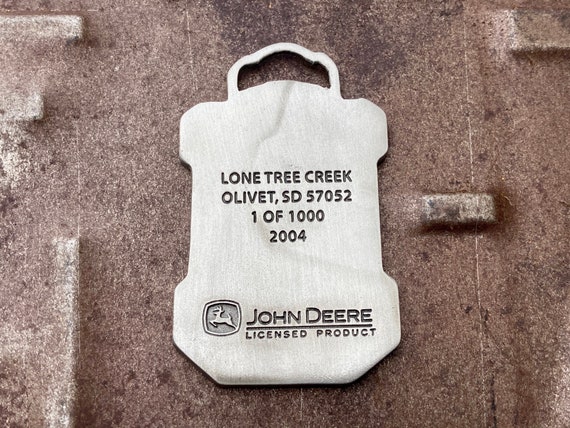 LONE TREE CREEK
OLIVET, SD 57052
1 OF 1000
2004
JOHN DEERE
LICENSED PRODUCT